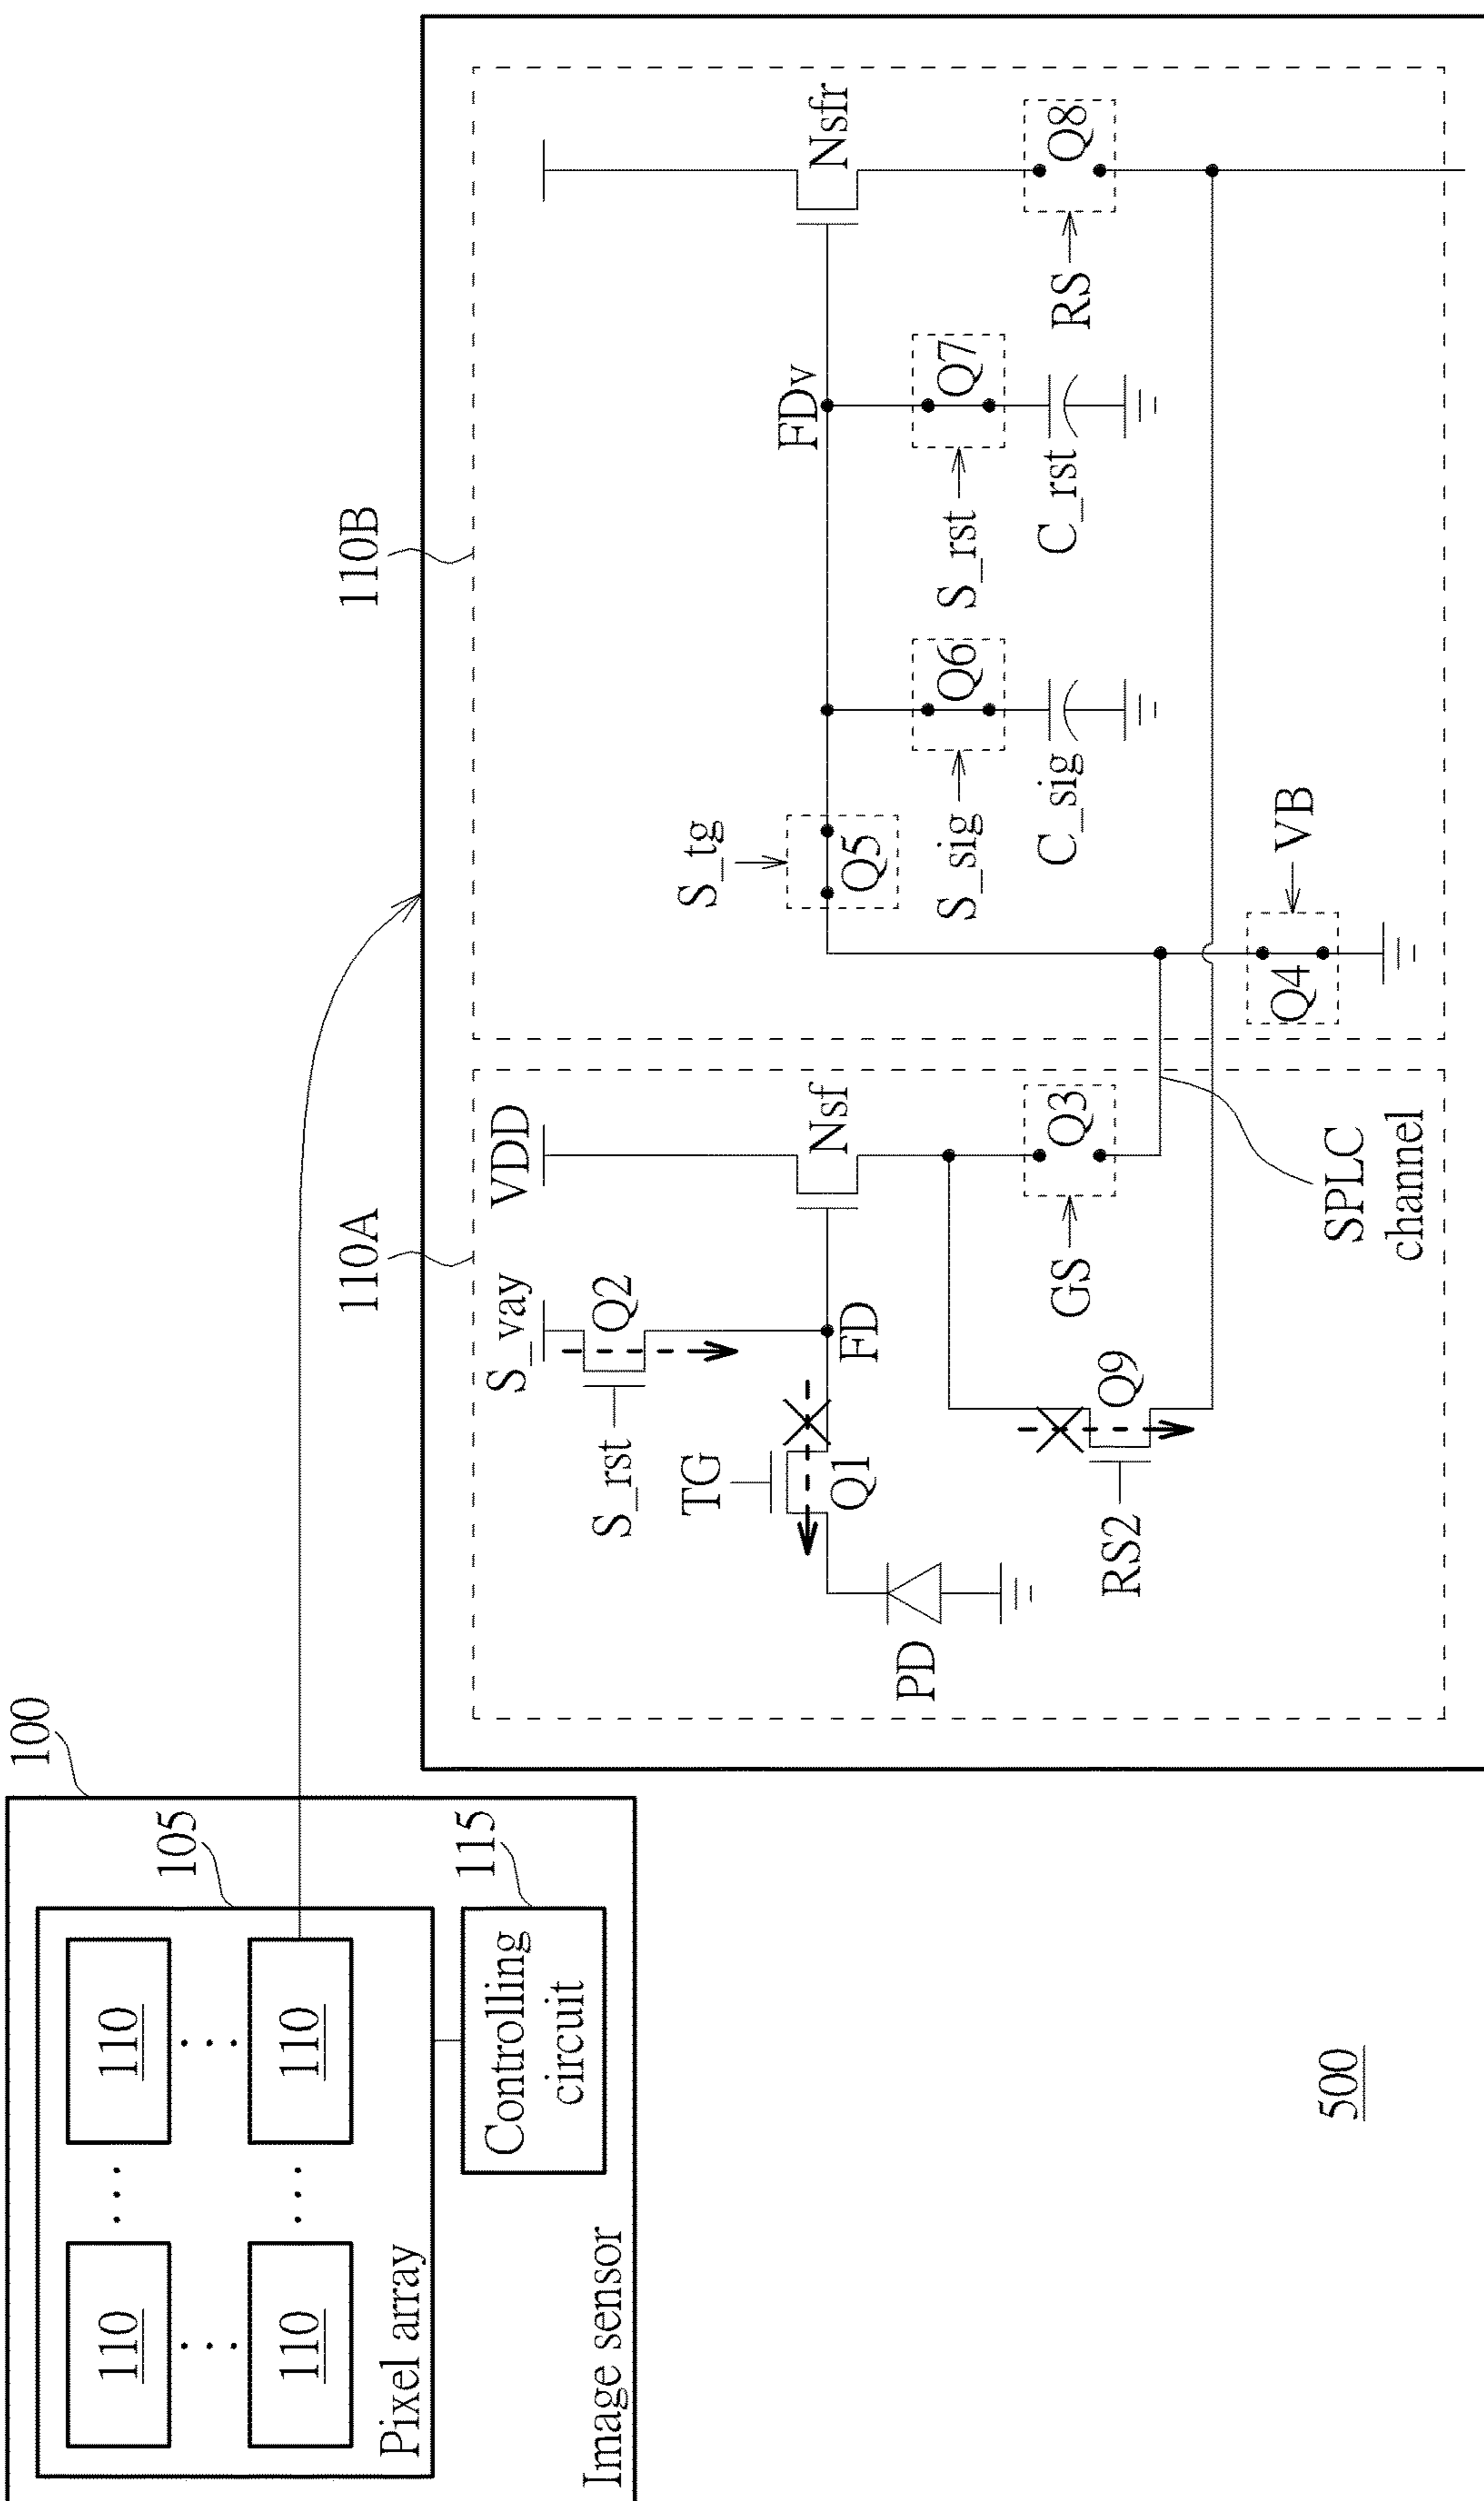 100
105
110
110
110
110
Pixel array
115
Controlling
circuit
Image sensor
110A
S_vay
VDD
S_rst
Q2
TG
Q1
FD
Nsf
PD
GS
Q3
RS2
Q9
SPLC
channel
110B
S_tg
Q5
FDv
Nsfr
S_sig
Q6
S_rst
Q7
C_sig
C_rst
RS
Q8
Q4
VB
500